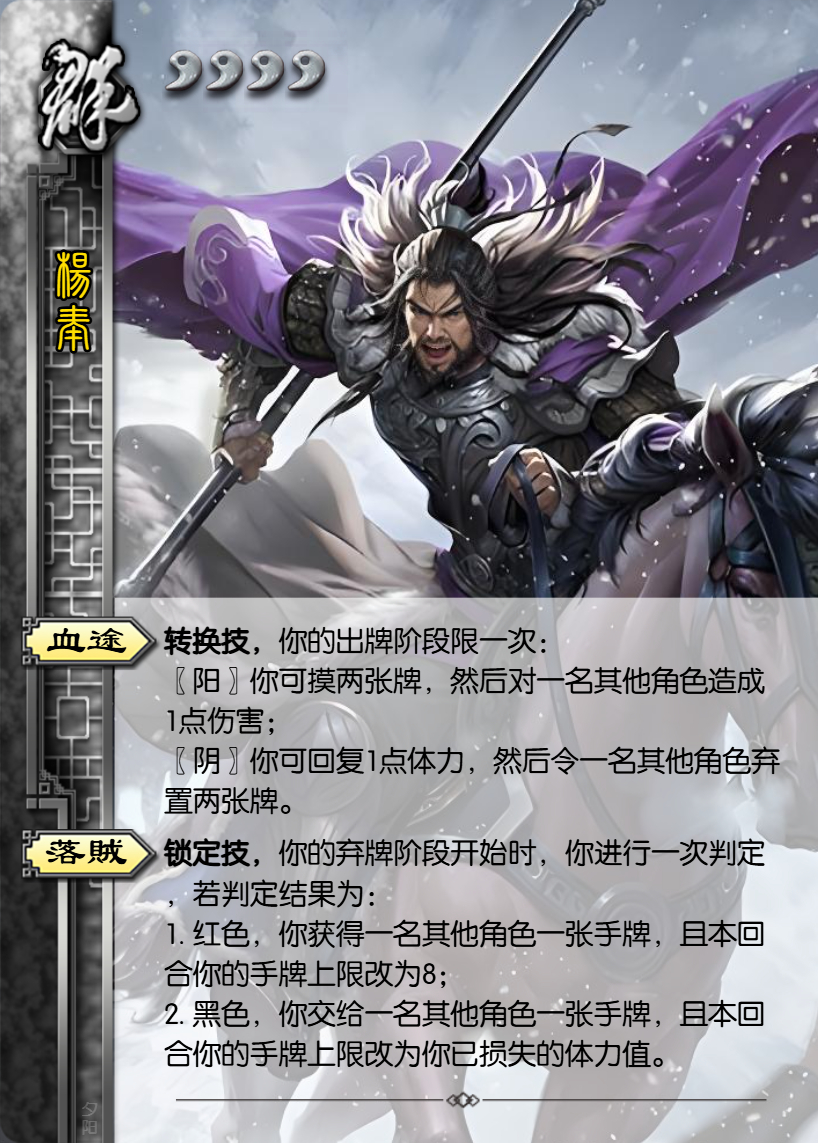 群
楊奉
血途
转换技，你的出牌阶段限一次：
〖阳〗你可摸两张牌，然后对一名其他角色造成
1点伤害；
〖阴〗你可回复1点体力，然后令一名其他角色弃
置两张牌。
落賊
锁定技，你的弃牌阶段开始时，你进行一次判定
，若判定结果为：
1. 红色，你获得一名其他角色一张手牌，且本回
合你的手牌上限改为8；
2. 黑色，你交给一名其他角色一张手牌，且本回
合你的手牌上限改为你已损失的体力值。
夕阳